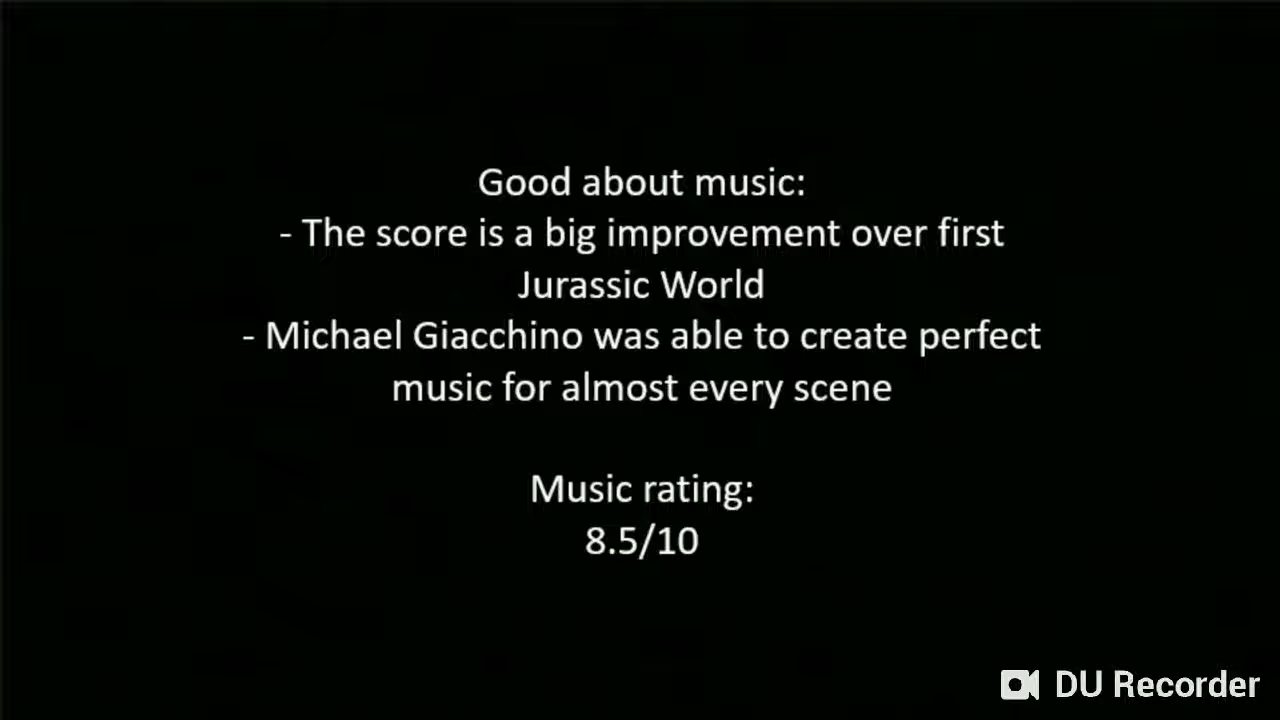 Good about music:
- The score is a big improvement over first
Jurassic World
- Michael Giacchino was able to create perfect
music for almost every scene
Music rating:
8.5/10
DU Recorder